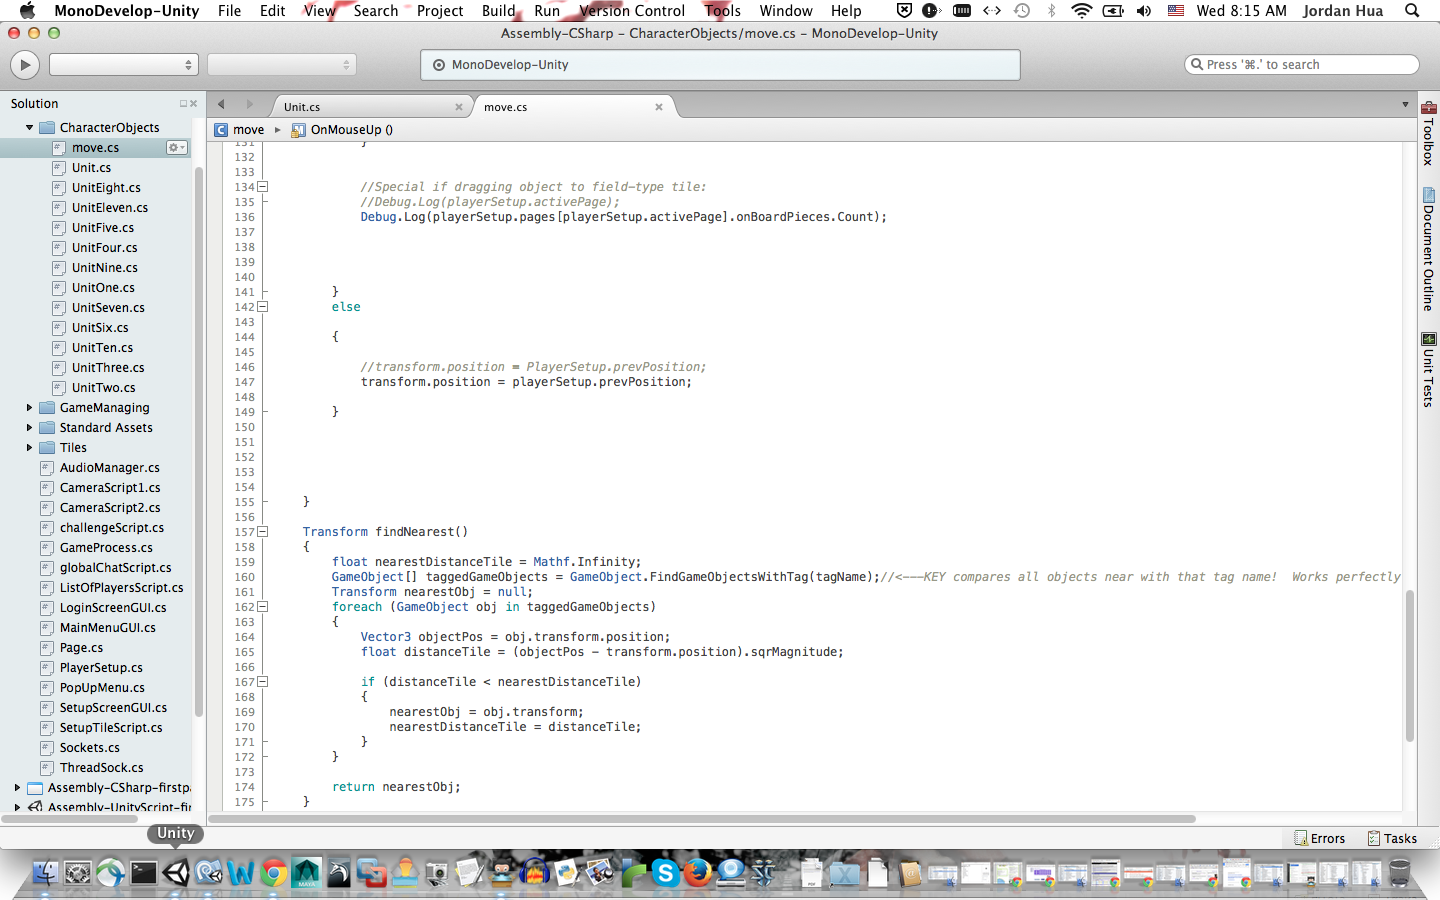 MonoDevelop-Unity File Edit View Search Project Build Run Version Control Tools Window Help Wed 8:15 AM Jordan Hua
Assembly-CSharp – CharacterObjects/move.cs – MonoDevelop-Unity
MonoDevelop-Unity
Press '⌘.' to search
Solution
CharacterObjects
move.cs
Unit.cs
UnitEight.cs
UnitEleven.cs
UnitFive.cs
UnitFour.cs
UnitNine.cs
UnitOne.cs
UnitSeven.cs
UnitSix.cs
UnitTen.cs
UnitThree.cs
UnitTwo.cs
GameManaging
Standard Assets
Tiles
AudioManager.cs
CameraScript1.cs
CameraScript2.cs
challengeScript.cs
GameProcess.cs
globalChatScript.cs
ListOfPlayersScript.cs
LoginScreenGUI.cs
MainMenuGUI.cs
Page.cs
PlayerSetup.cs
PopUpMenu.cs
SetupScreenGUI.cs
SetupTileScript.cs
Sockets.cs
ThreadSock.cs
Assembly-CSharp-firstpa
Assembly-UnityScript-fir
Unit.cs
move.cs
move OnMouseUp ()
131 }
132
133
134 //Special if dragging object to field-type tile:
135 //Debug.Log(playerSetup.activePage);
136 Debug.Log(playerSetup.pages[playerSetup.activePage].onBoardPieces.Count);
137
138
139
140
141 }
142 else
143
144 {
145
146 //transform.position = PlayerSetup.prevPosition;
147 transform.position = playerSetup.prevPosition;
148
149 }
150
151
152
153
154
155 }
156
157 Transform findNearest()
158 {
159 float nearestDistanceTile = Mathf.Infinity;
160 GameObject[] taggedGameObjects = GameObject.FindGameObjectsWithTag(tagName);//<---KEY compares all objects near with that tag name! Works perfectly
161 Transform nearestObj = null;
162 foreach (GameObject obj in taggedGameObjects)
163 {
164 Vector3 objectPos = obj.transform.position;
165 float distanceTile = (objectPos - transform.position).sqrMagnitude;
166
167 if (distanceTile < nearestDistanceTile)
168 {
169 nearestObj = obj.transform;
170 nearestDistanceTile = distanceTile;
171 }
172 }
173
174 return nearestObj;
175 }
Toolbox
Document Outline
Unit Tests
Errors Tasks
Unity
MAYA
PDF